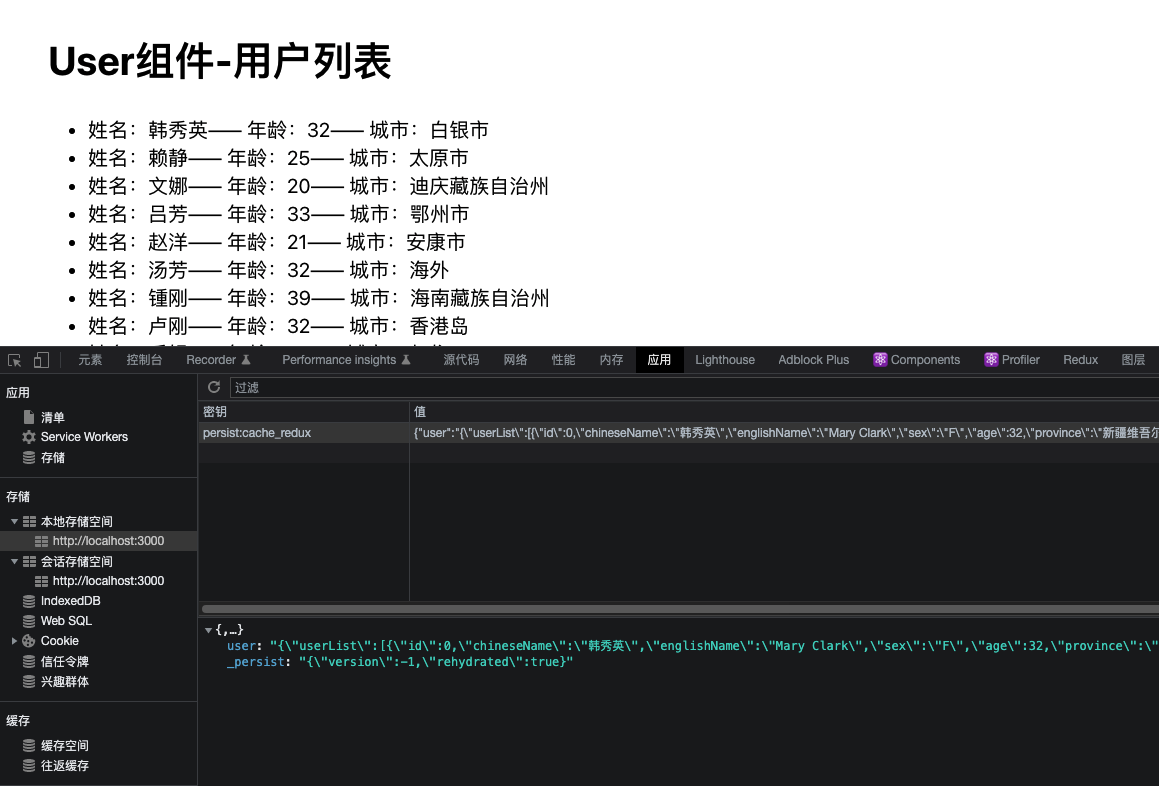 User组件-用户列表
• 姓名：韩秀英—— 年龄：32—— 城市：白银市
• 姓名：赖静—— 年龄：25—— 城市：太原市
• 姓名：文娜—— 年龄：20—— 城市：迪庆藏族自治州
• 姓名：吕芳—— 年龄：33—— 城市：鄂州市
• 姓名：赵洋—— 年龄：21—— 城市：安康市
• 姓名：汤芳—— 年龄：32—— 城市：海外
• 姓名：锺刚—— 年龄：39—— 城市：海南藏族自治州
• 姓名：卢刚—— 年龄：32—— 城市：香港岛
元素 控制台 Recorder Performance insights 源代码 网络 性能 内存 应用 Lighthouse Adblock Plus Components Profiler Redux 图层
应用
清单
Service Workers
存储
存储
本地存储空间
http://localhost:3000
会话存储空间
http://localhost:3000
IndexedDB
Web SQL
Cookie
信任令牌
兴趣群体
缓存
缓存空间
往返缓存
过滤
密钥 值
persist:cache_redux {"user":"{\"userList\":[{\"id\":0,\"chineseName\":\"韩秀英\",\"englishName\":\"Mary Clark\",\"sex\":\"F\",\"age\":32,\"province\":\"新疆维吾尔
{,…}
user: "{\"userList\":[{\"id\":0,\"chineseName\":\"韩秀英\",\"englishName\":\"Mary Clark\",\"sex\":\"F\",\"age\":32,\"province\":\"
_persist: "{\"version\":-1,\"rehydrated\":true}"